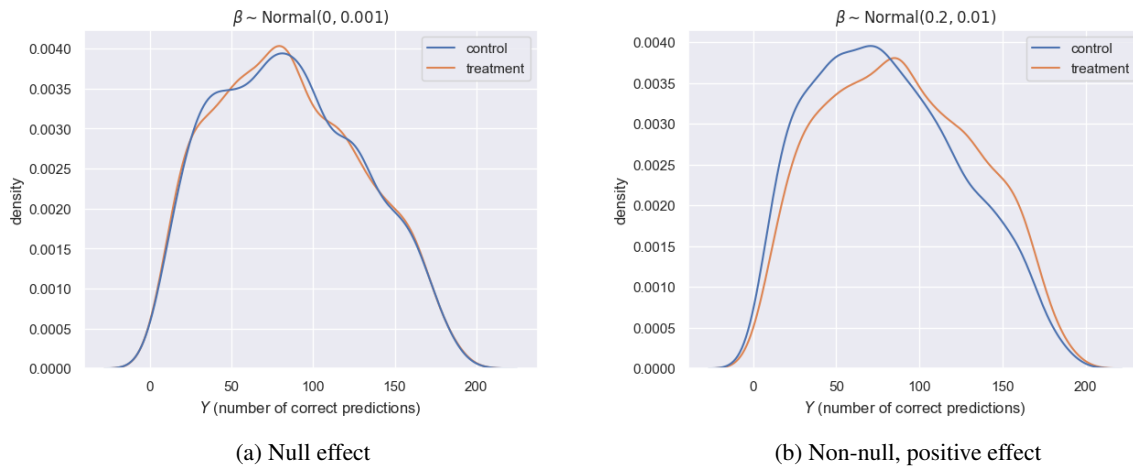 β ~ Normal(0, 0.001)
0.0040
0.0035
0.0030
0.0025
0.0020
0.0015
0.0010
0.0005
0.0000
density
control
treatment
0 50 100 150 200
Y (number of correct predictions)
(a) Null effect
β ~ Normal(0.2, 0.01)
0.0040
0.0035
0.0030
0.0025
0.0020
0.0015
0.0010
0.0005
0.0000
density
control
treatment
0 50 100 150 200
Y (number of correct predictions)
(b) Non-null, positive effect